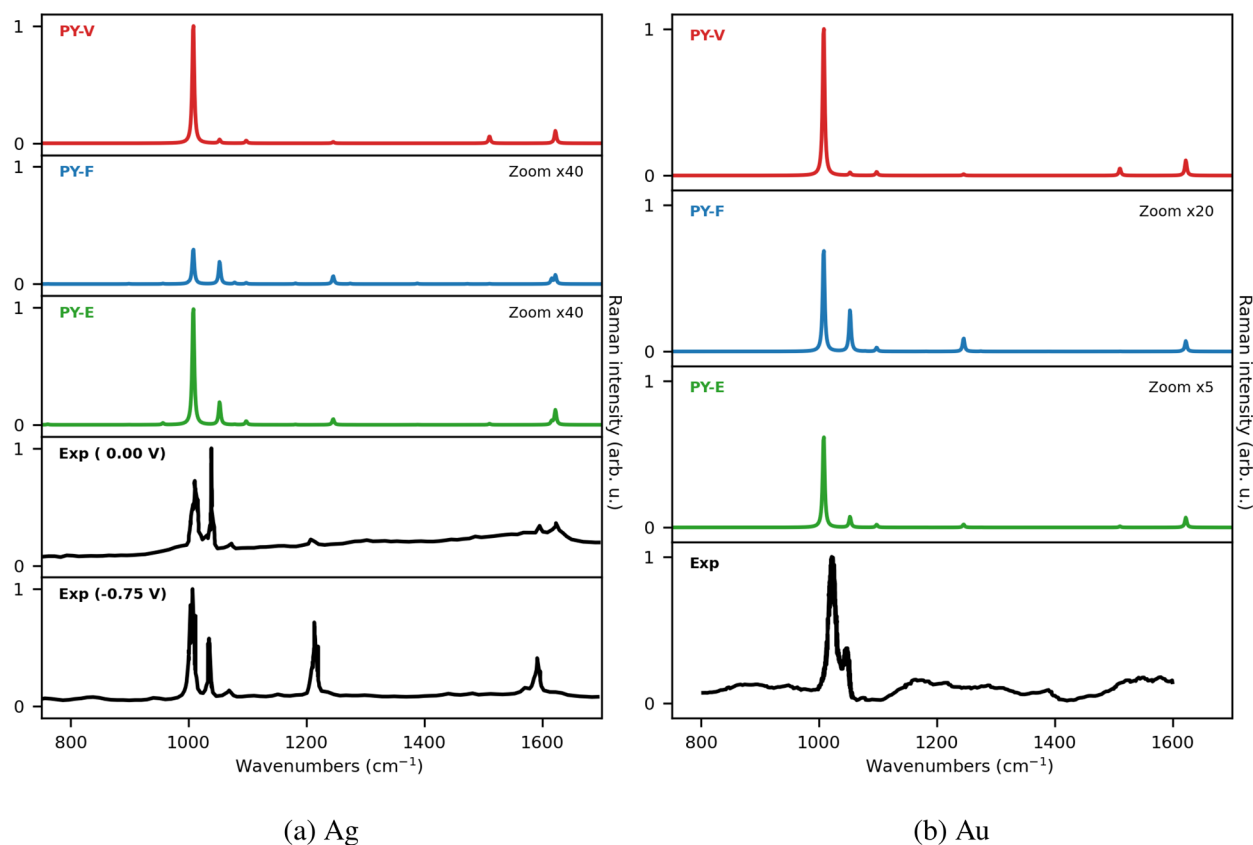 PY-V
1
0
PY-F
Zoom x40
1
0
PY-E
Zoom x40
1
0
Exp ( 0.00 V)
1
0
Exp (-0.75 V)
1
0
800 1000 1200 1400 1600
Wavenumbers (cm⁻¹)
Raman intensity (arb. u.)
(a) Ag
PY-V
1
0
PY-F
Zoom x20
1
0
PY-E
Zoom x5
1
0
Exp
1
0
800 1000 1200 1400 1600
Wavenumbers (cm⁻¹)
Raman intensity (arb. u.)
(b) Au